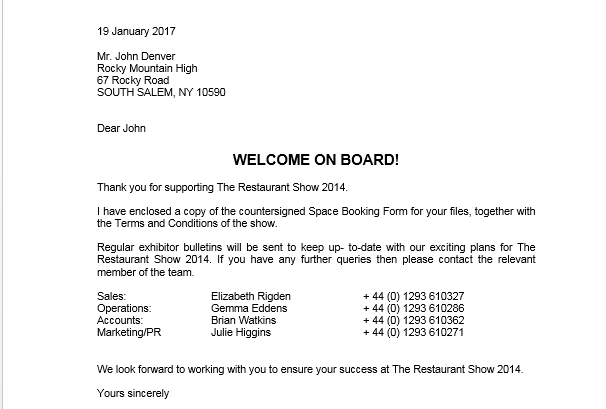 19 January 2017
Mr. John Denver
Rocky Mountain High
67 Rocky Road
SOUTH SALEM, NY 10590
Dear John
WELCOME ON BOARD!
Thank you for supporting The Restaurant Show 2014.
I have enclosed a copy of the countersigned Space Booking Form for your files, together with
the Terms and Conditions of the show.
Regular exhibitor bulletins will be sent to keep up- to-date with our exciting plans for The
Restaurant Show 2014. If you have any further queries then please contact the relevant
member of the team.
Sales: Elizabeth Rigden + 44 (0) 1293 610327
Operations: Gemma Eddens + 44 (0) 1293 610286
Accounts: Brian Watkins + 44 (0) 1293 610362
Marketing/PR Julie Higgins + 44 (0) 1293 610271
We look forward to working with you to ensure your success at The Restaurant Show 2014.
Yours sincerely